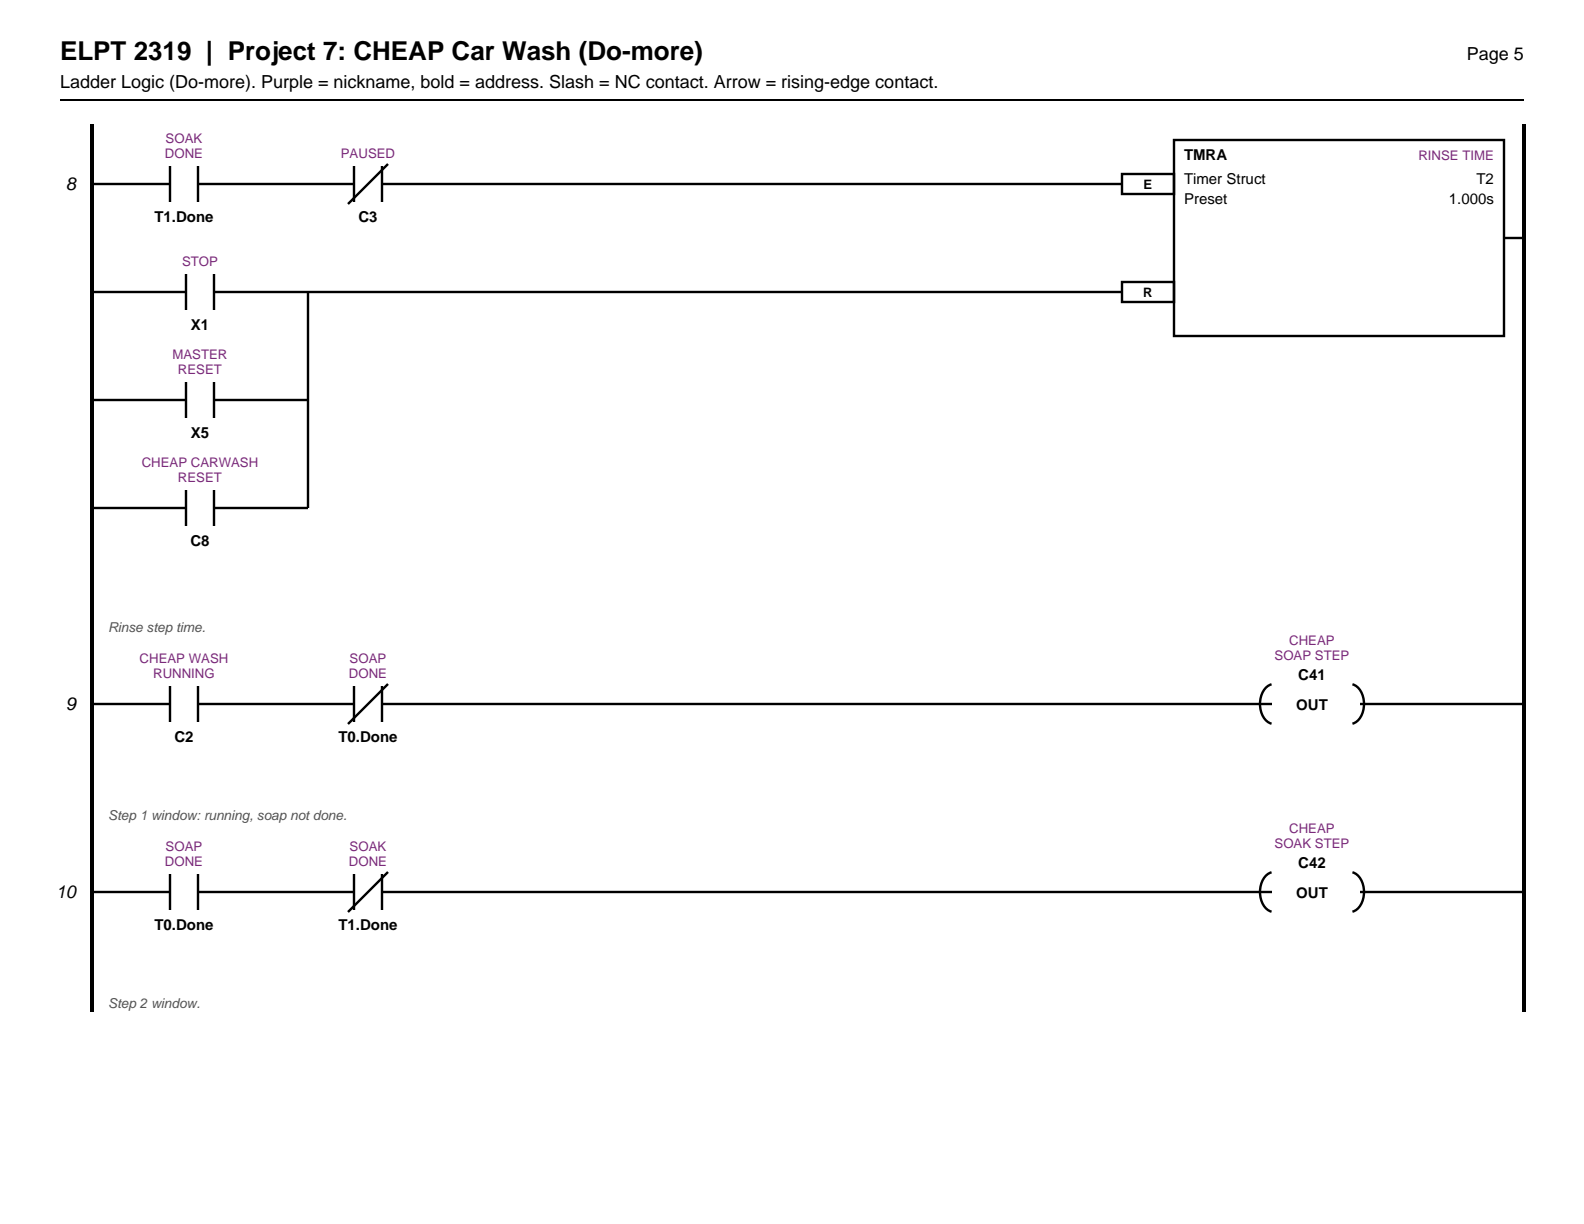 ELPT 2319 | Project 7: CHEAP Car Wash (Do-more)
Page 5
Ladder Logic (Do-more). Purple = nickname, bold = address. Slash = NC contact. Arrow = rising-edge contact.
8
SOAK
DONE
T1.Done
PAUSED
C3
E
TMRA
RINSE TIME
Timer Struct
T2
Preset
1.000s
STOP
X1
R
MASTER
RESET
X5
CHEAP CARWASH
RESET
C8
Rinse step time.
9
CHEAP WASH
RUNNING
C2
SOAP
DONE
T0.Done
CHEAP
SOAP STEP
C41
OUT
Step 1 window: running, soap not done.
10
SOAP
DONE
T0.Done
SOAK
DONE
T1.Done
CHEAP
SOAK STEP
C42
OUT
Step 2 window.